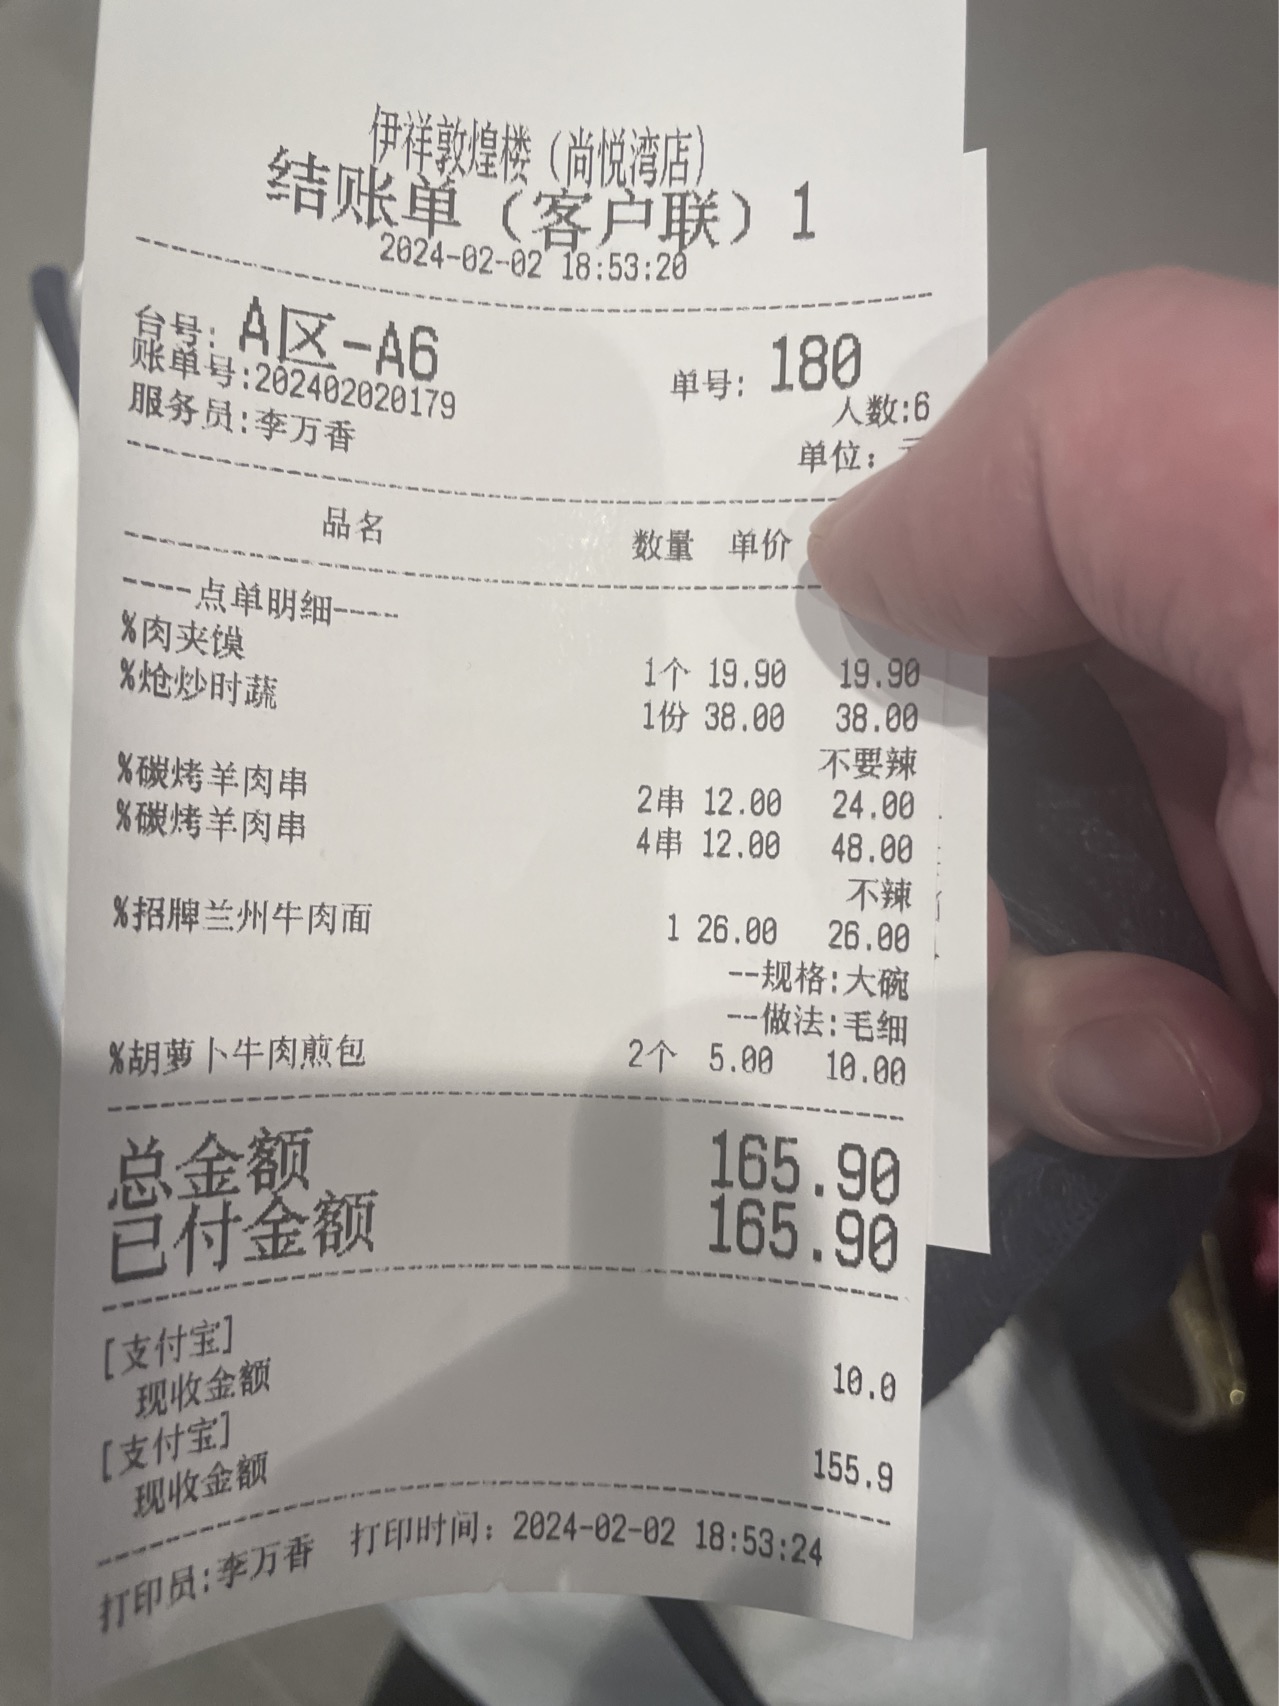 伊祥敦煌楼（尚悦湾店）
结账单（客户联）1
2024-02-02 18:53:20
台号：A区-A6 单号：180
账单号:202402020179 人数:6
服务员:李万香 单位：
品名 数量 单价
----点单明细----
%肉夹馍 1个 19.90 19.90
%炝炒时蔬 1份 38.00 38.00
不要辣
%碳烤羊肉串 2串 12.00 24.00
%碳烤羊肉串 4串 12.00 48.00
不辣
%招牌兰州牛肉面 1 26.00 26.00
--规格:大碗
--做法:毛细
%胡萝卜牛肉煎包 2个 5.00 10.00
总金额 165.90
已付金额 165.90
[支付宝]
现收金额 10.0
[支付宝]
现收金额 155.9
打印员:李万香 打印时间：2024-02-02 18:53:24